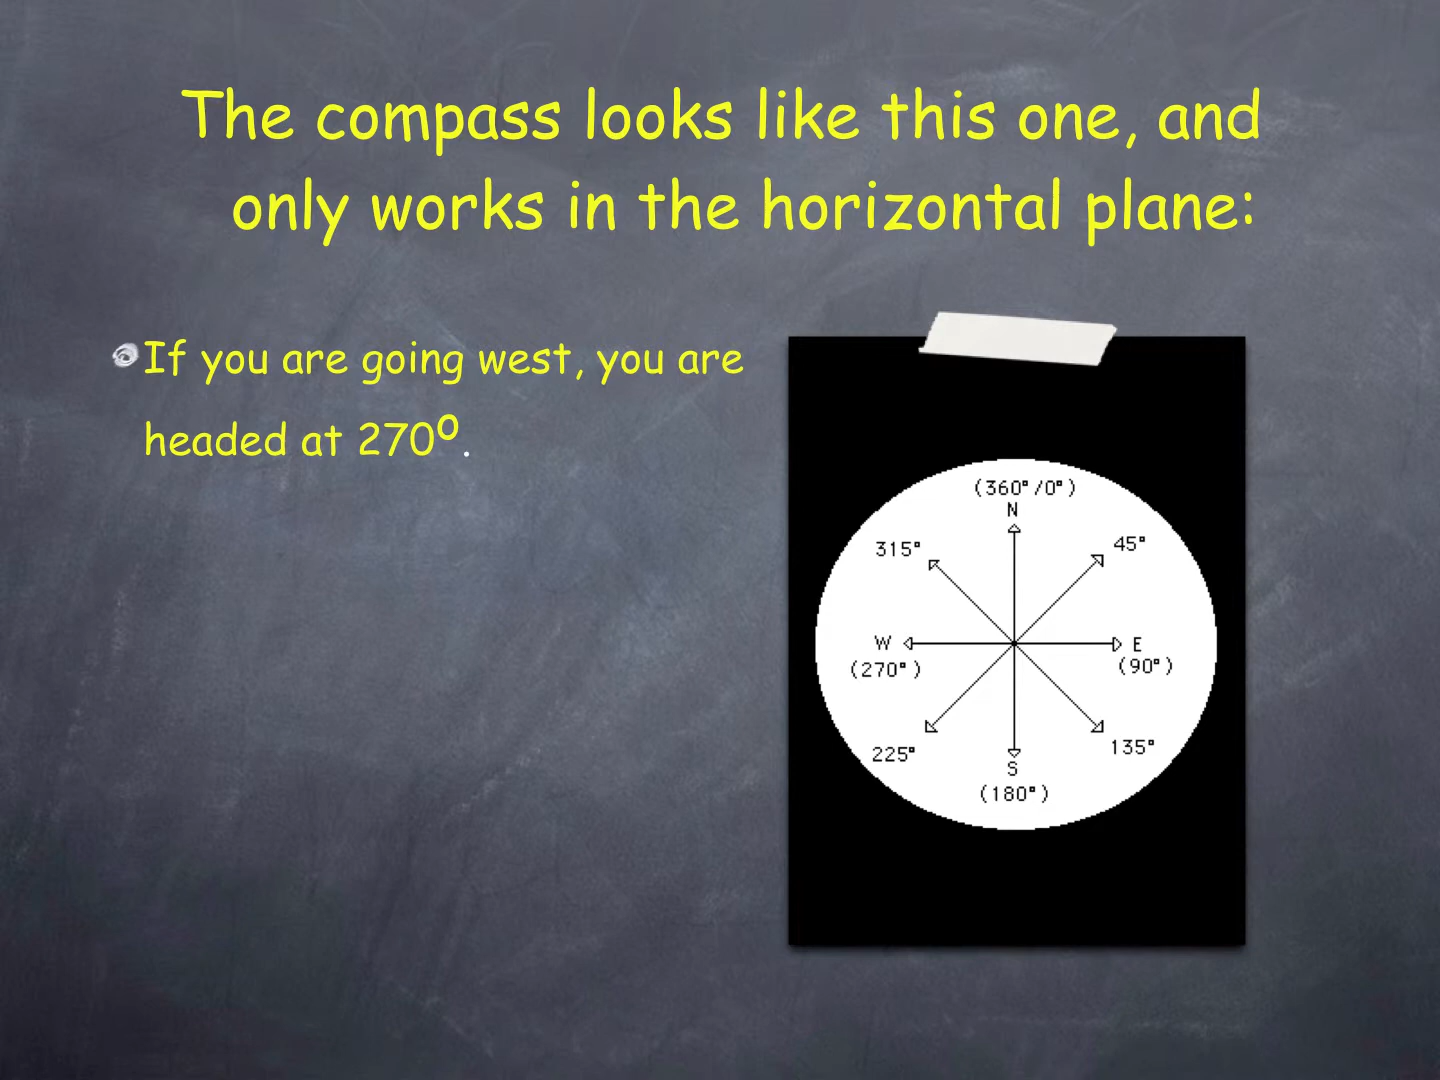 The compass looks like this one, and
only works in the horizontal plane:
If you are going west, you are
headed at 270º.
(360°/0°)
N
315°
45°
W
E
(270°)
(90°)
225°
135°
S
(180°)